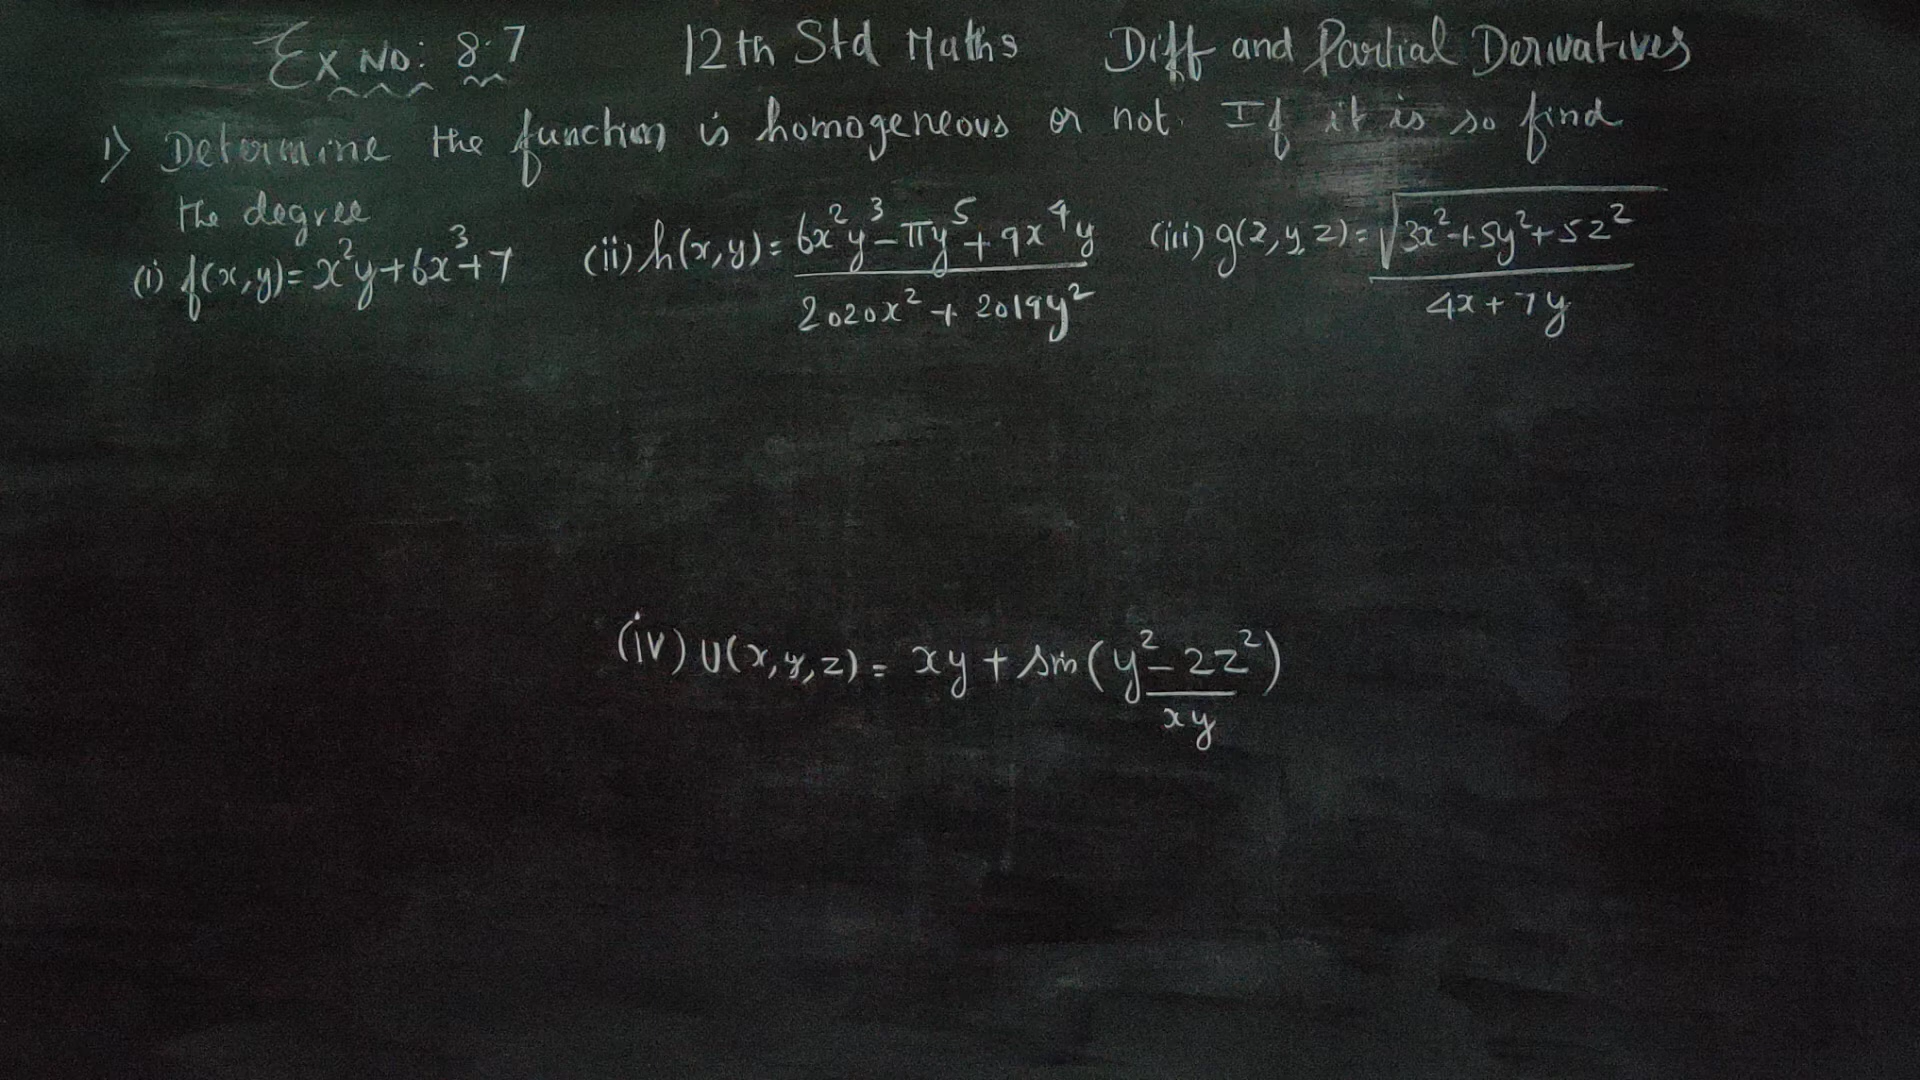 Ex No: 8.7 12th Std Maths Diff and Partial Derivatives
1) Determine the function is homogeneous or not. If it is so find
the degree
(i) f(x,y)= x²y+6x³+7 (ii) h(x,y)= (6x²y³-πy⁵+9x⁴y)/(2020x²+2019y²) (iii) g(2,y,z)= √(3x²+5y²+5z²)/(4x+7y)
(iv) U(x,y,z)= xy+sin(y²-2z²/xy)